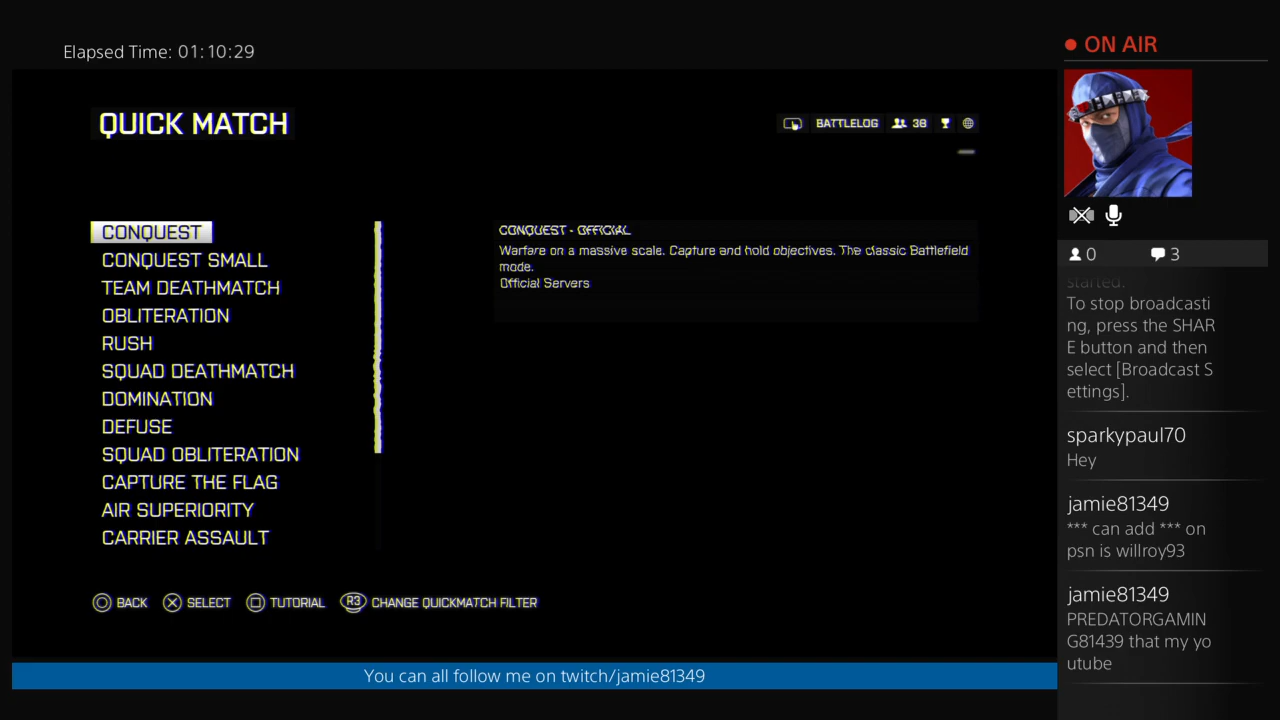 Elapsed Time: 01:10:29
ON AIR
QUICK MATCH
BATTLELOG 38
CONQUEST
CONQUEST SMALL
TEAM DEATHMATCH
OBLITERATION
RUSH
SQUAD DEATHMATCH
DOMINATION
DEFUSE
SQUAD OBLITERATION
CAPTURE THE FLAG
AIR SUPERIORITY
CARRIER ASSAULT
CONQUEST - OFFICIAL
Warfare on a massive scale. Capture and hold objectives. The classic Battlefield
mode.
Official Servers
BACK SELECT TUTORIAL R3 CHANGE QUICKMATCH FILTER
You can all follow me on twitch/jamie81349
0 3
started.
To stop broadcasti
ng, press the SHAR
E button and then
select [Broadcast S
ettings].
sparkypaul70
Hey
jamie81349
*** can add *** on
psn is willroy93
jamie81349
PREDATORGAMIN
G81439 that my yo
utube